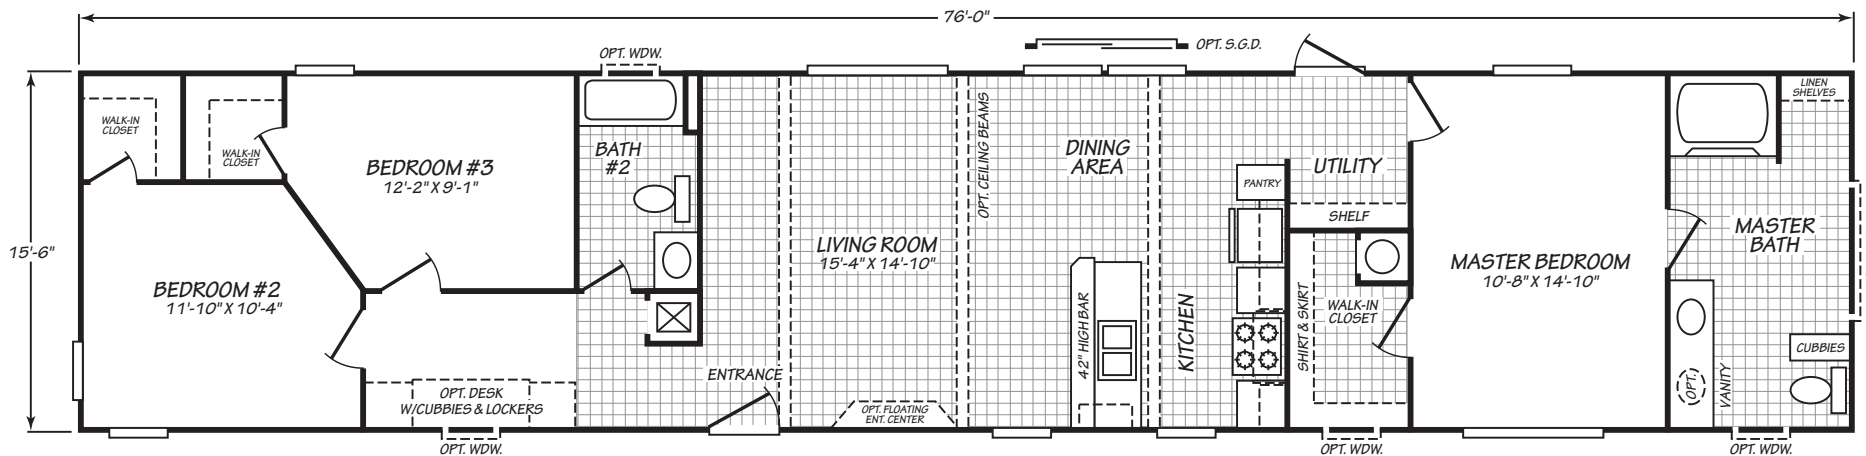 76'-0"
OPT. WDW.
OPT. S.G.D.
15'-6"
WALK-IN
CLOSET
WALK-IN
CLOSET
BEDROOM #3
12'-2" X 9'-1"
BATH
#2
OPT. CEILING BEAMS
DINING
AREA
PANTRY
UTILITY
SHELF
LINEN
SHELVES
MASTER
BATH
BEDROOM #2
11'-10" X 10'-4"
LIVING ROOM
15'-4" X 14'-10"
MASTER BEDROOM
10'-8" X 14'-10"
42" HIGH BAR
KITCHEN
SHIRT & SKIRT
WALK-IN
CLOSET
CUBBIES
OPT.
VANITY
ENTRANCE
OPT. DESK
W/CUBBIES & LOCKERS
OPT. FLOATING
ENT. CENTER
OPT. WDW.
OPT. WDW.
OPT. WDW.